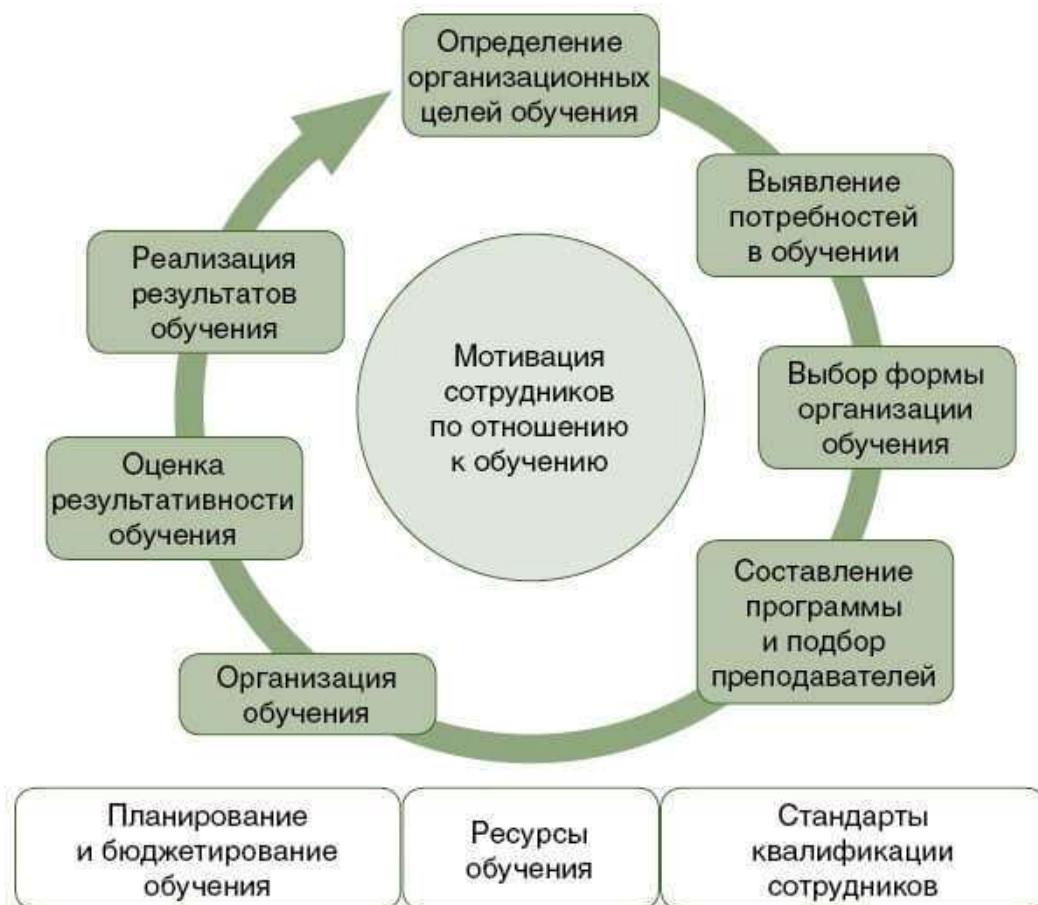 Определение
организационных
целей обучения
Выявление
потребностей
в обучении
Выбор формы
организации
обучения
Составление
программы
и подбор
преподавателей
Организация
обучения
Оценка
результативности
обучения
Реализация
результатов
обучения
Мотивация
сотрудников
по отношению
к обучению
Планирование
и бюджетирование
обучения
Ресурсы
обучения
Стандарты
квалификации
сотрудников